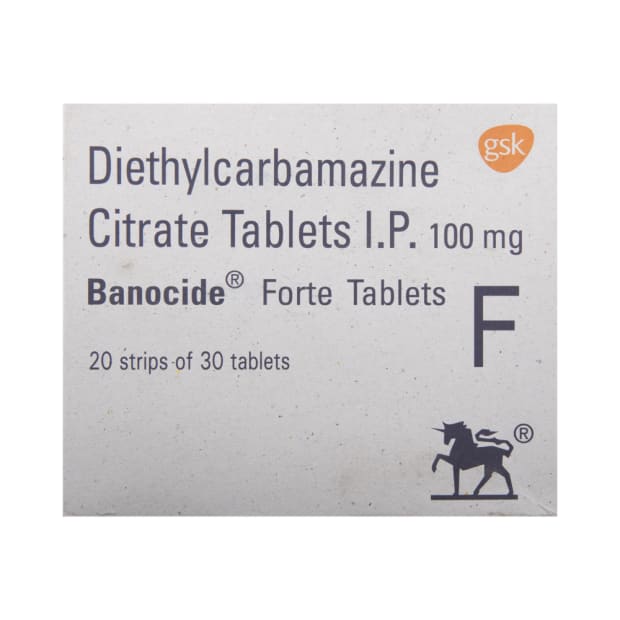 gsk
Diethylcarbamazine
Citrate Tablets I.P. 100 mg
Banocide® Forte Tablets
F
20 strips of 30 tablets
®